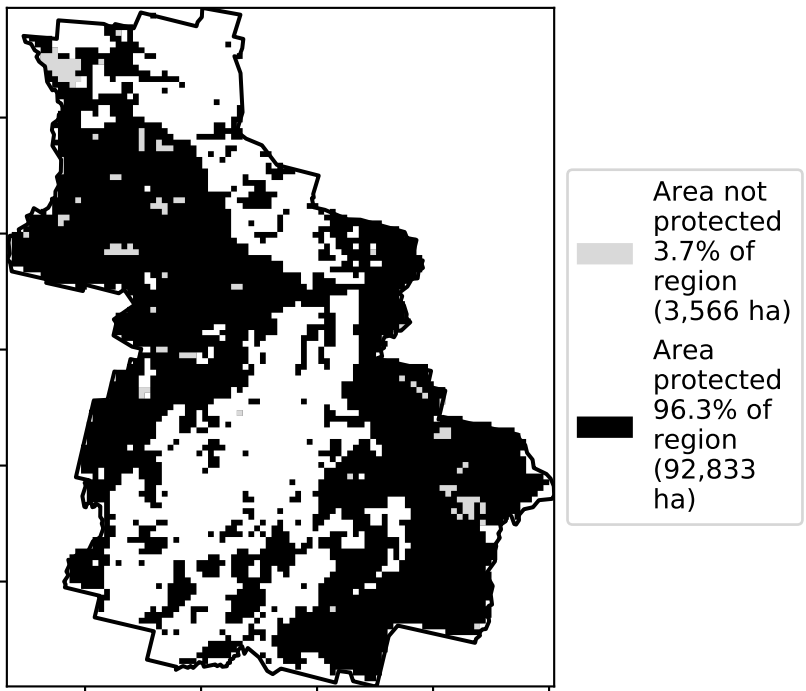 Area not
protected
3.7% of
region
(3,566 ha)
Area
protected
96.3% of
region
(92,833
ha)